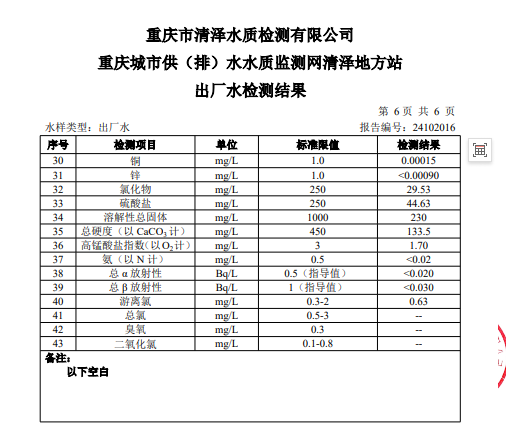 重庆市清泽水质检测有限公司
重庆城市供（排）水水质监测网清泽地方站
出厂水检测结果
第 6 页 共 6 页
水样类型：出厂水 报告编号：24102016
序号 检测项目 单位 标准限值 检测结果
30 铜 mg/L 1.0 0.00015
31 锌 mg/L 1.0 <0.00090
32 氯化物 mg/L 250 29.53
33 硫酸盐 mg/L 250 44.63
34 溶解性总固体 mg/L 1000 230
35 总硬度（以 CaCO₃ 计） mg/L 450 133.5
36 高锰酸盐指数（以 O₂ 计） mg/L 3 1.70
37 氨（以 N 计） mg/L 0.5 <0.02
38 总 α 放射性 Bq/L 0.5（指导值） <0.020
39 总 β 放射性 Bq/L 1（指导值） <0.030
40 游离氯 mg/L 0.3-2 0.63
41 总氯 mg/L 0.5-3 --
42 臭氧 mg/L 0.3 --
43 二氧化氯 mg/L 0.1-0.8 --
备注：
以下空白